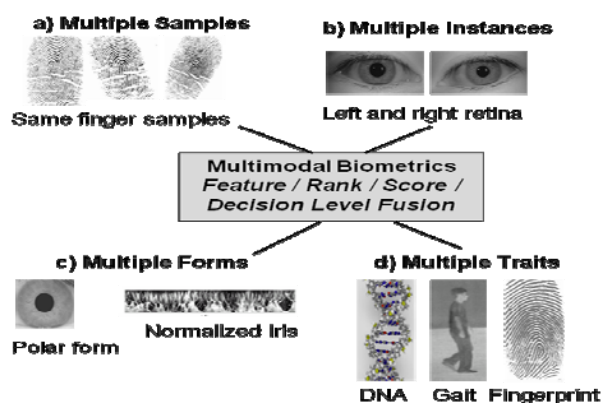 a) Multiple Samples
Same finger samples
b) Multiple Instances
Left and right retina
Multimodal Biometrics
Feature / Rank / Score /
Decision Level Fusion
c) Multiple Forms
Polar form
Normalized Iris
d) Multiple Traits
DNA Gait Fingerprint